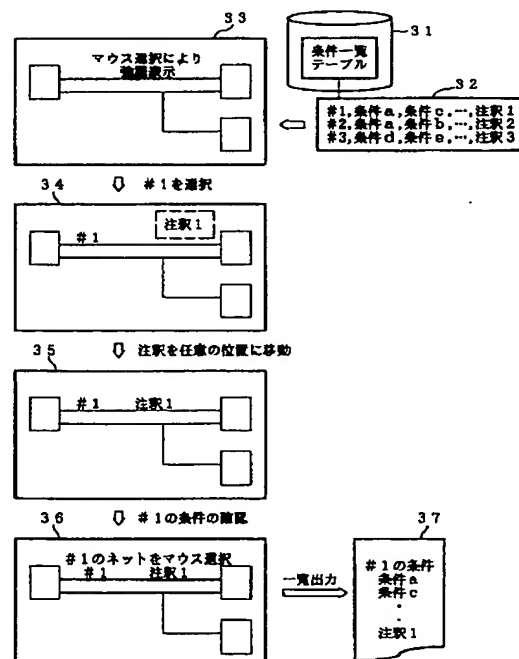 33
マウス選択により
強調表示
31
条件一覧
テーブル
32
#1,条件a,条件c,…,注釈1
#2,条件a,条件b,…,注釈2
#3,条件d,条件e,…,注釈3
34
#1を選択
注釈1
#1
35
注釈を任意の位置に移動
#1 注釈1
36
#1の条件の確認
#1のネットをマウス選択
#1 注釈1
一覧出力
37
#1の条件
条件a
条件c
・
・
注釈1